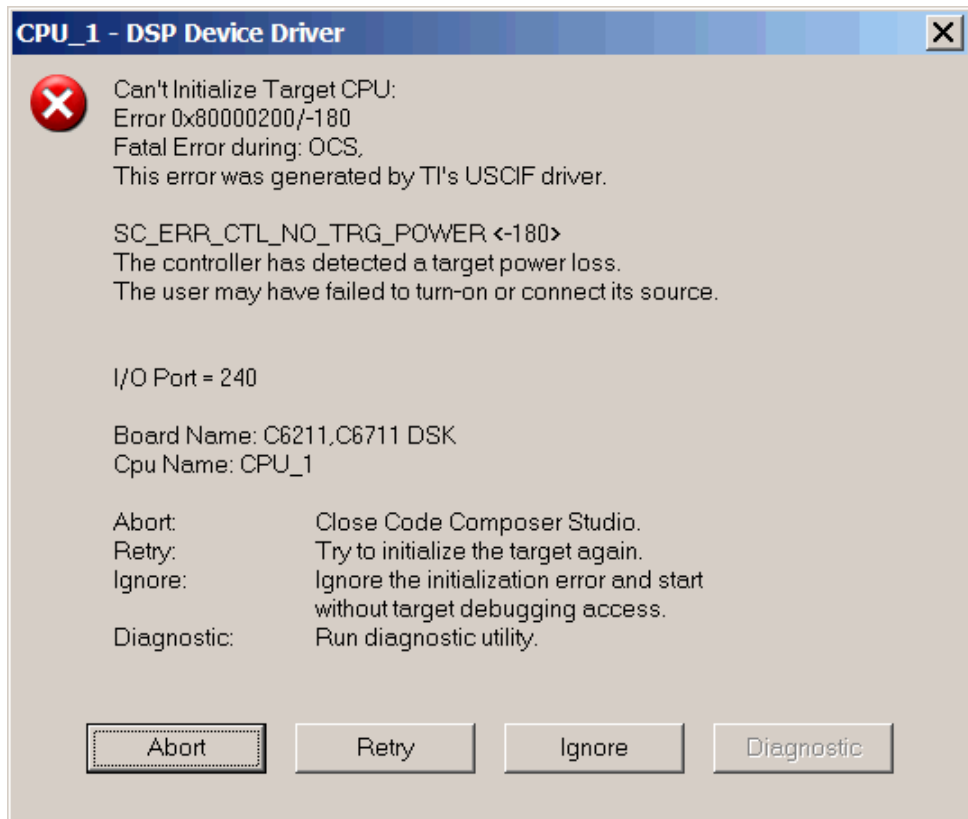 CPU_1 - DSP Device Driver
Can't Initialize Target CPU:
Error 0x80000200/-180
Fatal Error during: OCS,
This error was generated by TI's USCIF driver.
SC_ERR_CTL_NO_TRG_POWER <-180>
The controller has detected a target power loss.
The user may have failed to turn-on or connect its source.
I/O Port = 240
Board Name: C6211,C6711 DSK
Cpu Name: CPU_1
Abort: Close Code Composer Studio.
Retry: Try to initialize the target again.
Ignore: Ignore the initialization error and start
without target debugging access.
Diagnostic: Run diagnostic utility.
Abort Retry Ignore Diagnostic